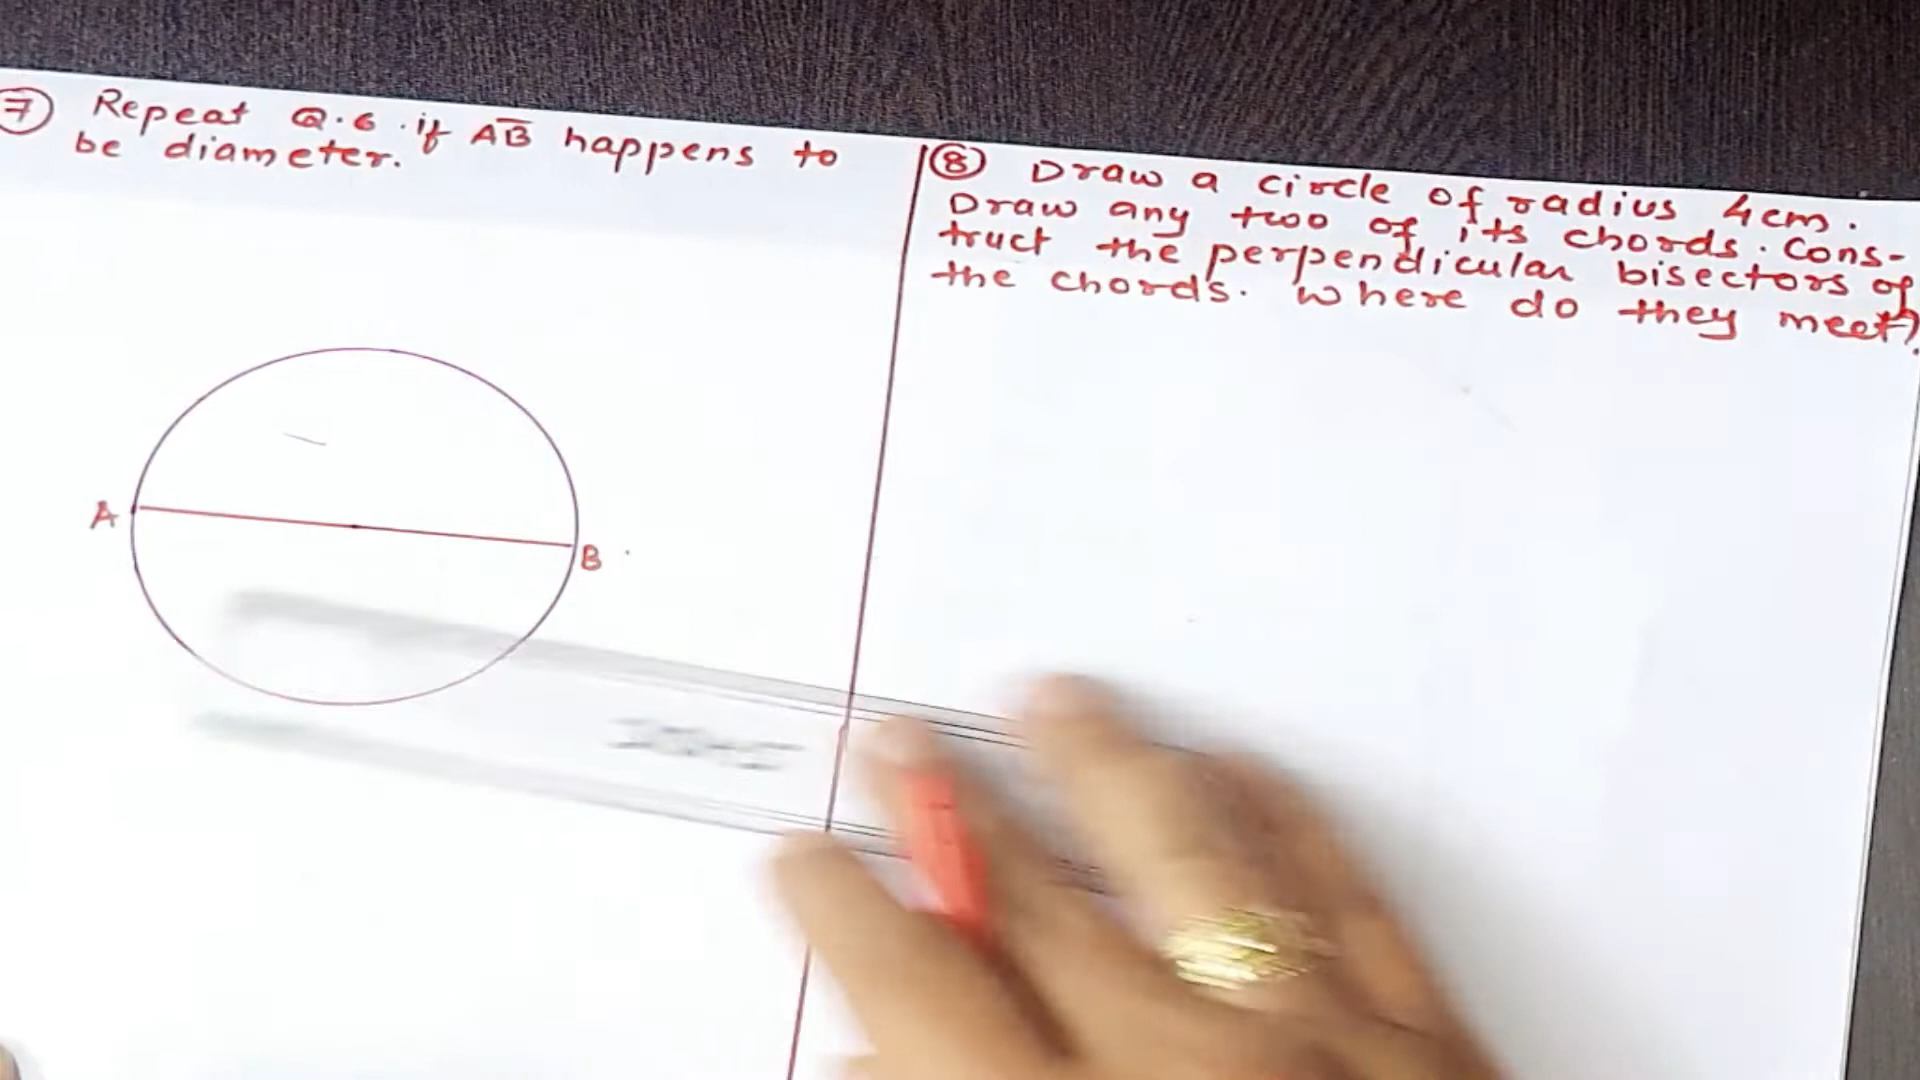 7 Repeat Q.6. if AB happens to
be diameter.
A
B
8 Draw a circle of radius 4cm.
Draw any two of its chords. Cons-
truct the perpendicular bisectors of
the chords. Where do they meet?